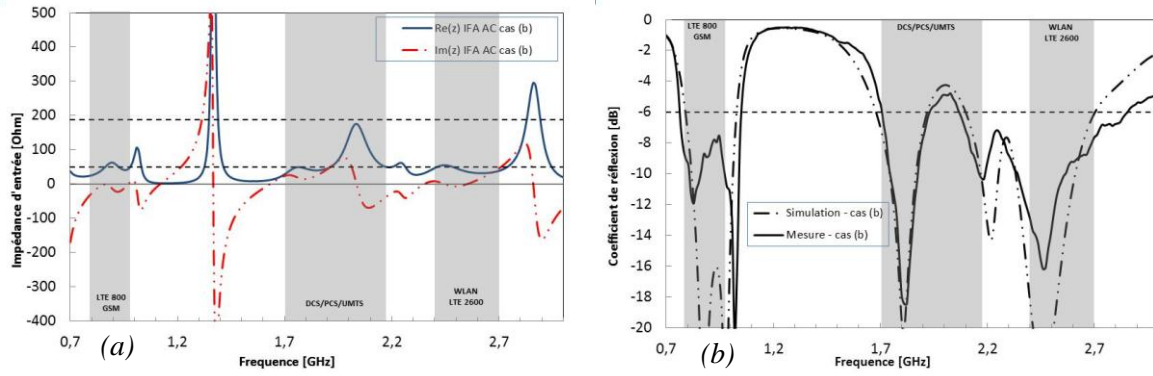 500
400
300
200
100
0
-100
-200
-300
-400
Impédance d'entrée [Ohm]
Re(z) IFA AC cas (b)
Im(z) IFA AC cas (b)
LTE 800
GSM
DCS/PCS/UMTS
WLAN
LTE 2600
0,7
1,2
1,7
2,2
2,7
Frequence [GHz]
(a)
0
-2
-4
-6
-8
-10
-12
-14
-16
-18
-20
Coefficient de réflexion [dB]
LTE 800
GSM
DCS/PCS/UMTS
WLAN
LTE 2600
Simulation - cas (b)
Mesure - cas (b)
0,7
1,2
1,7
2,2
2,7
Frequence [GHz]
(b)